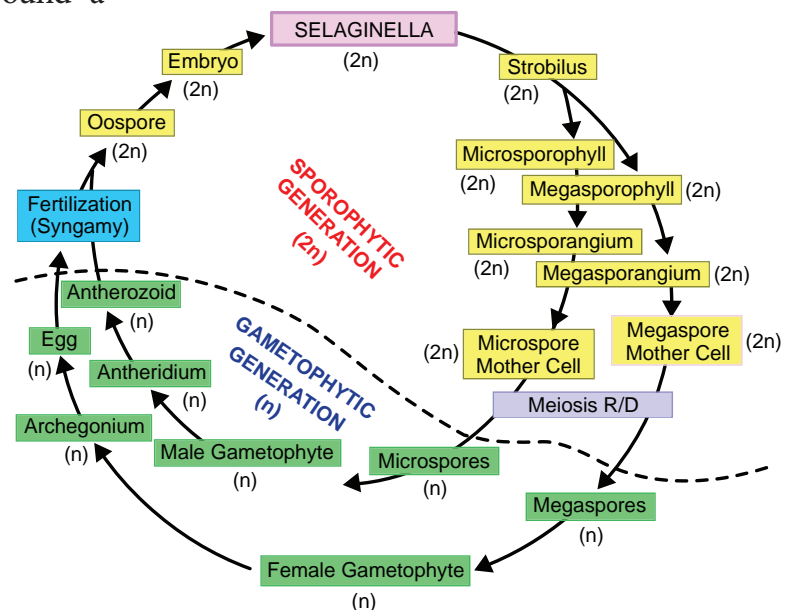 ound a
SELAGINELLA
(2n)
Strobilus
(2n)
Microsporophyll
(2n)
Megasporophyll
(2n)
Microsporangium
(2n)
Megasporangium
(2n)
Microspore
Mother Cell
(2n)
Megaspore
Mother Cell
(2n)
Meiosis R/D
Microspores
(n)
Megaspores
(n)
Male Gametophyte
(n)
Female Gametophyte
(n)
Antheridium
(n)
Archegonium
(n)
Antherozoid
(n)
Egg
(n)
Fertilization
(Syngamy)
Oospore
(2n)
Embryo
(2n)
SPOROPHYTIC
GENERATION
(2n)
GAMETOPHYTIC
GENERATION
(n)